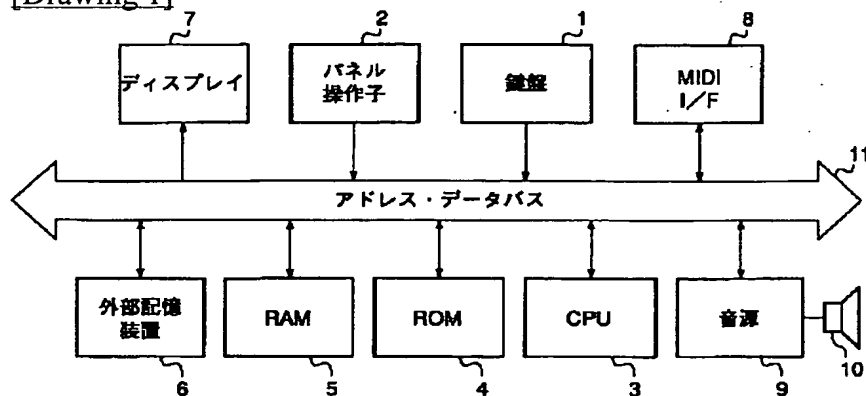 [Drawing 1]
7
2
1
8
ディスプレイ
パネル
操作子
鍵盤
MIDI
I/F
11
アドレス・データバス
外部記憶
装置
RAM
ROM
CPU
音源
6
5
4
3
9
10